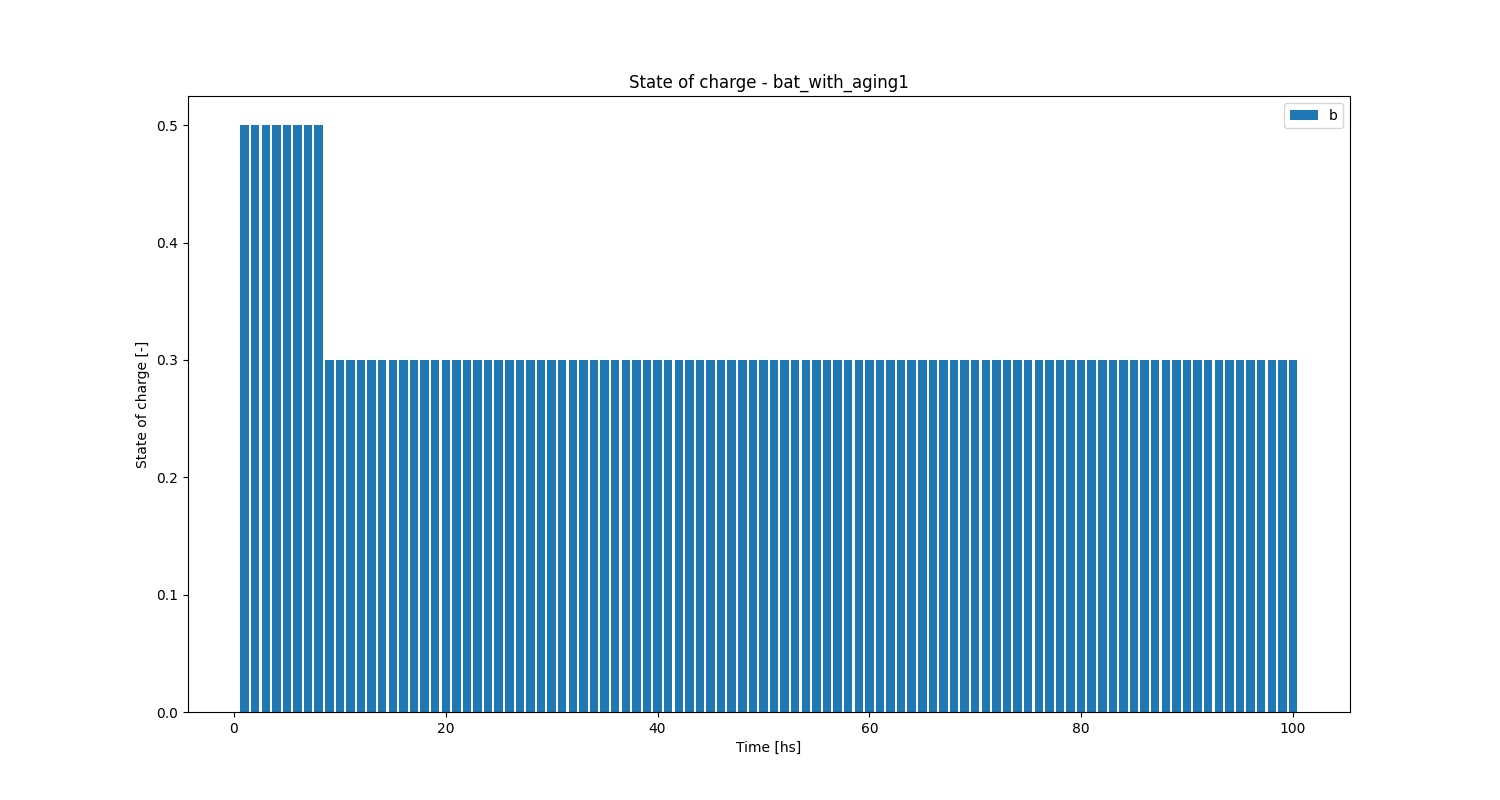 State of charge - bat_with_aging1
b
0.5
0.4
0.3
0.2
0.1
0.0
State of charge [-]
0 20 40 60 80 100
Time [hs]